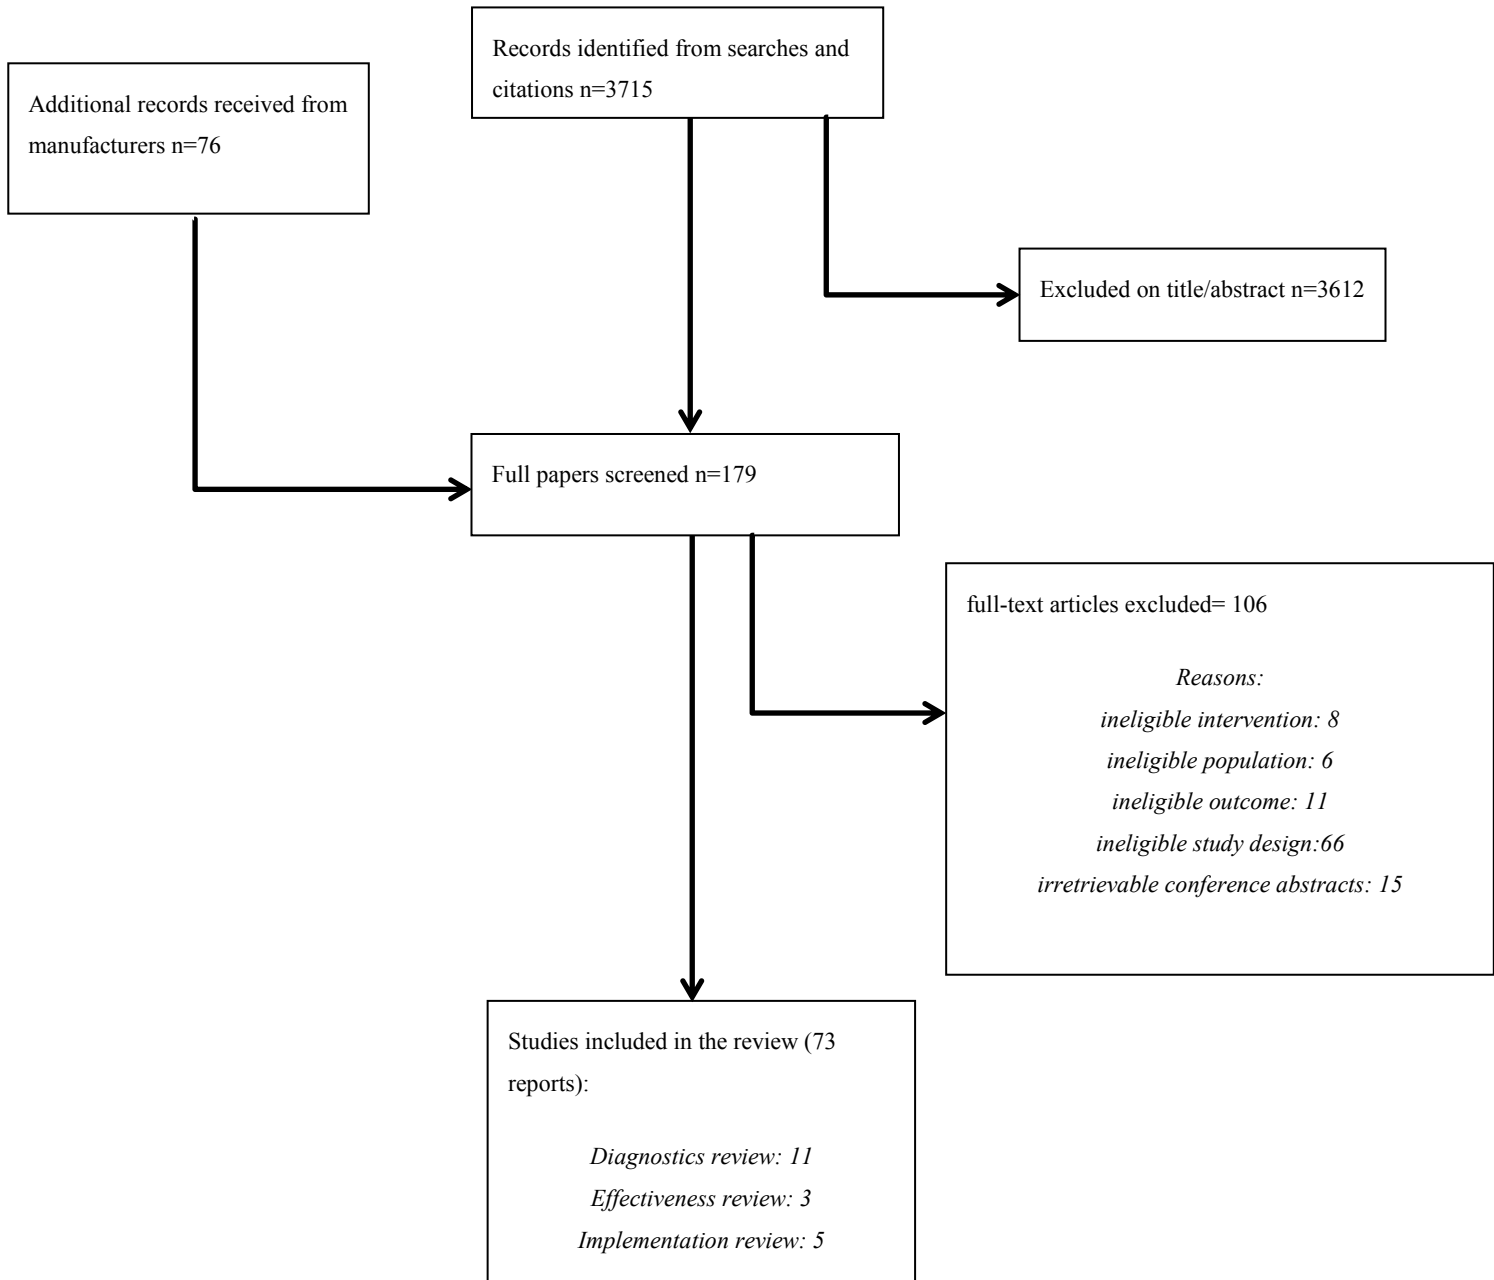 Records identified from searches and
citations n=3715
Additional records received from
manufacturers n=76
Excluded on title/abstract n=3612
Full papers screened n=179
full-text articles excluded= 106
Reasons:
ineligible intervention: 8
ineligible population: 6
ineligible outcome: 11
ineligible study design:66
irretrievable conference abstracts: 15
Studies included in the review (73
reports):
Diagnostics review: 11
Effectiveness review: 3
Implementation review: 5